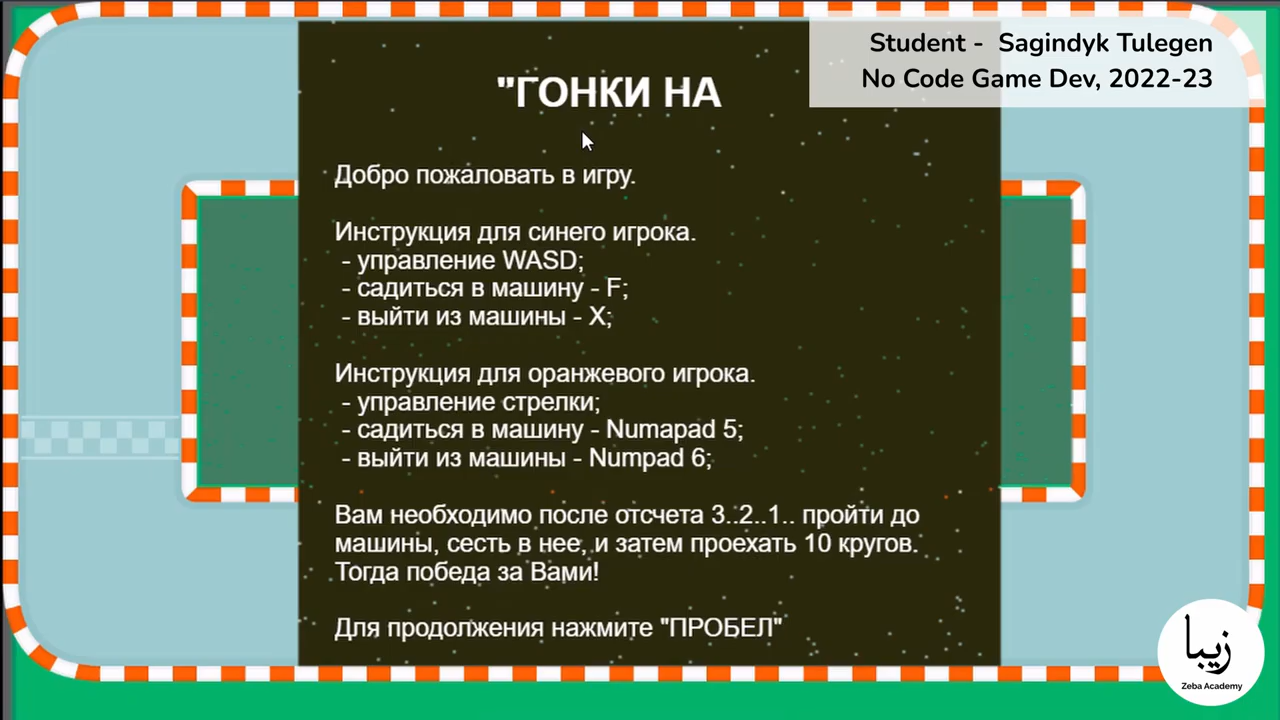 Student - Sagindyk Tulegen
No Code Game Dev, 2022-23
"ГОНКИ НА
Добро пожаловать в игру.
Инструкция для синего игрока.
- управление WASD;
- садиться в машину - F;
- выйти из машины - X;
Инструкция для оранжевого игрока.
- управление стрелки;
- садиться в машину - Numapad 5;
- выйти из машины - Numpad 6;
Вам необходимо после отсчета 3..2..1.. пройти до
машины, сесть в нее, и затем проехать 10 кругов.
Тогда победа за Вами!
Для продолжения нажмите "ПРОБЕЛ"
زیبا
Zeba Academy